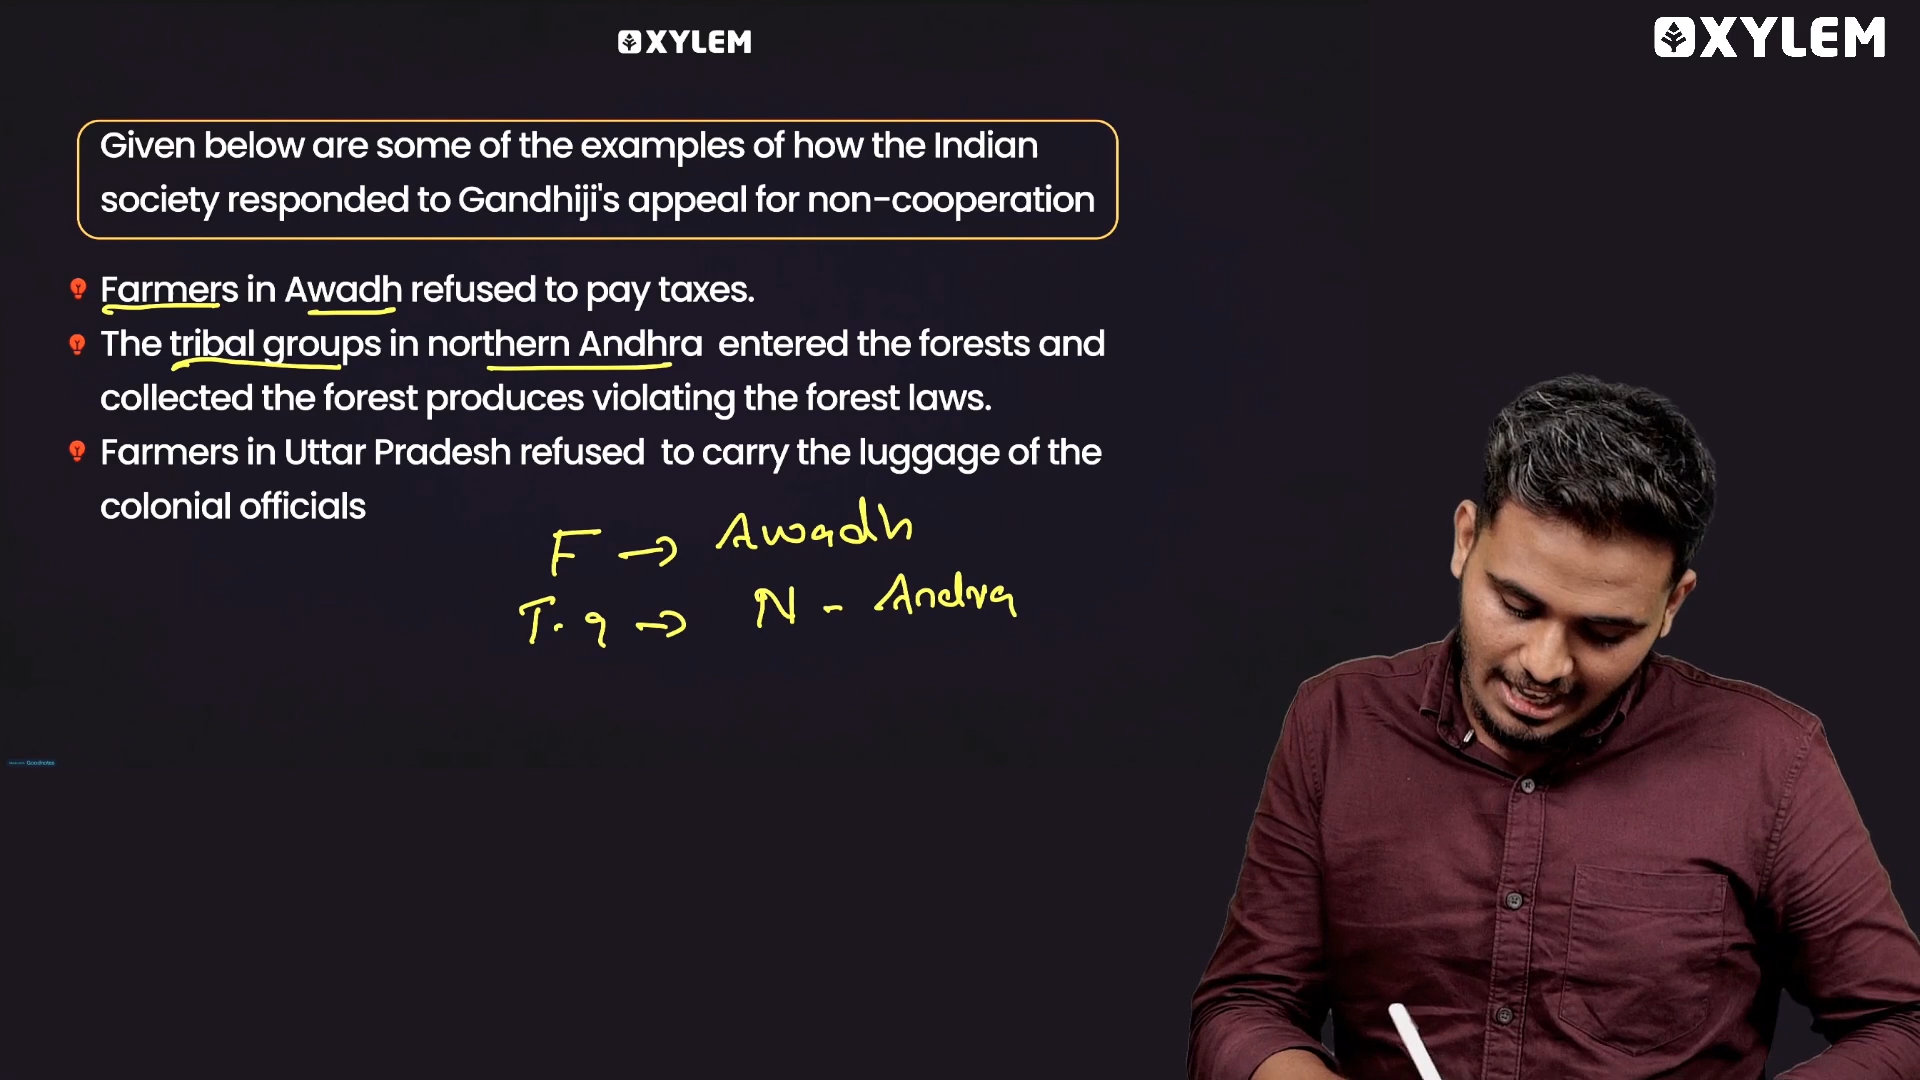 XYLEM
XYLEM
Given below are some of the examples of how the Indian
society responded to Gandhiji's appeal for non-cooperation
Farmers in Awadh refused to pay taxes.
The tribal groups in northern Andhra entered the forests and
collected the forest produces violating the forest laws.
Farmers in Uttar Pradesh refused to carry the luggage of the
colonial officials
F → Awadh
T. g → N - Andra
Made with Goodnotes